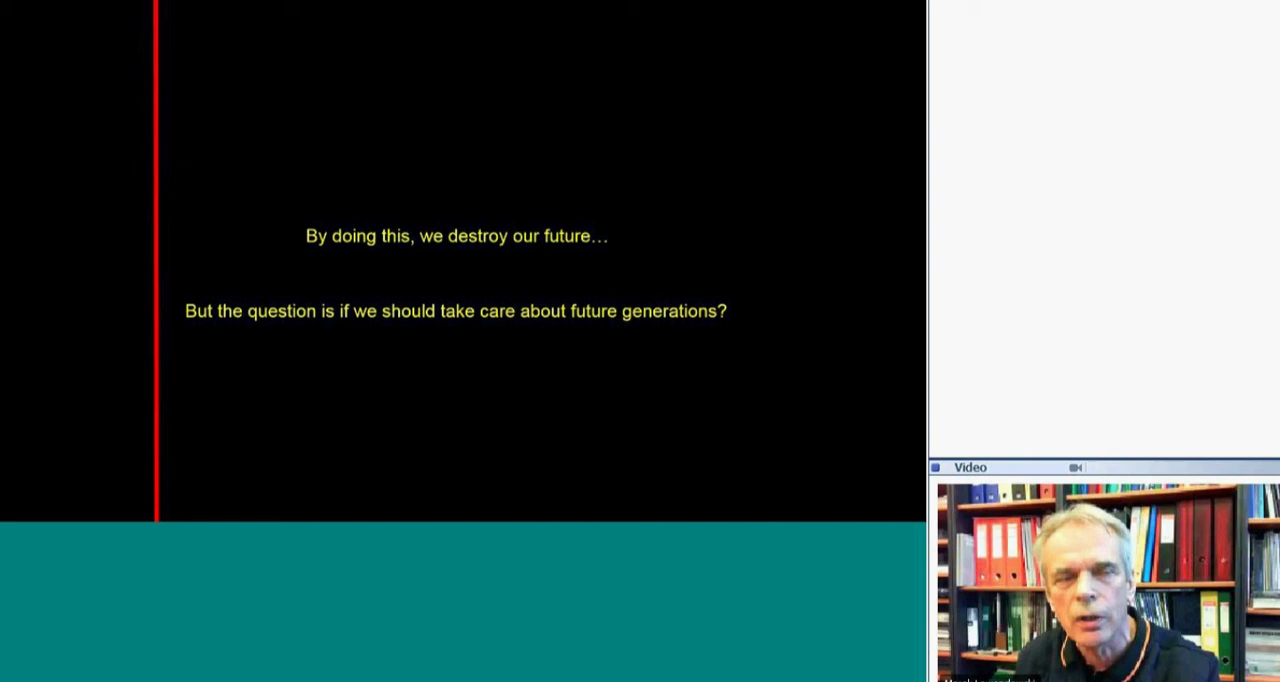 By doing this, we destroy our future…
But the question is if we should take care about future generations?
Video